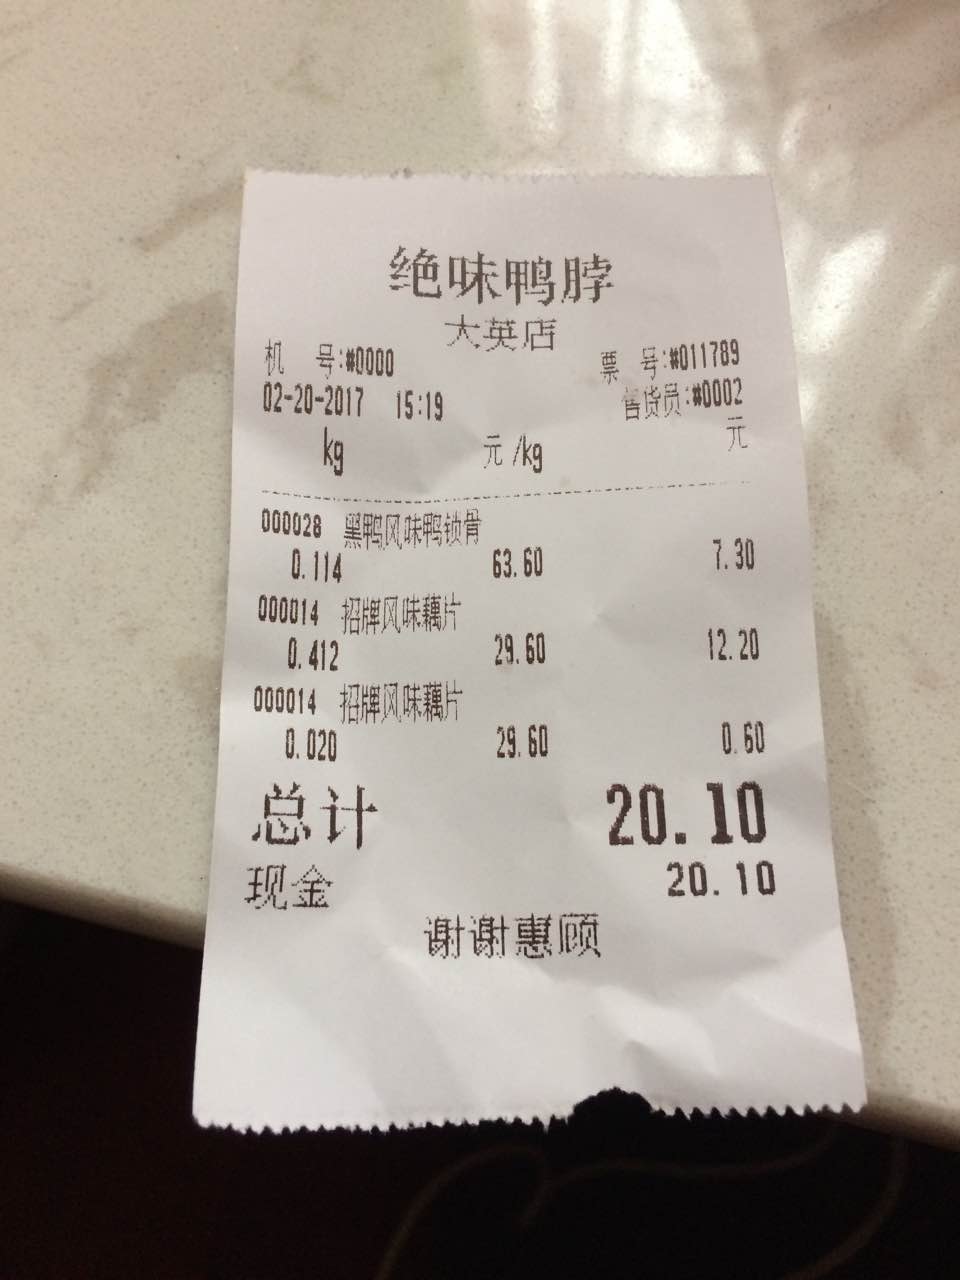 绝味鸭脖
大英店
机 号:#0000 票 号:#011789
02-20-2017 15:19 售货员:#0002
kg 元/kg 元
000028 黑鸭风味鸭锁骨
0.114 63.60 7.30
000014 招牌风味藕片
0.412 29.60 12.20
000014 招牌风味藕片
0.020 29.60 0.60
总计 20.10
现金 20.10
谢谢惠顾